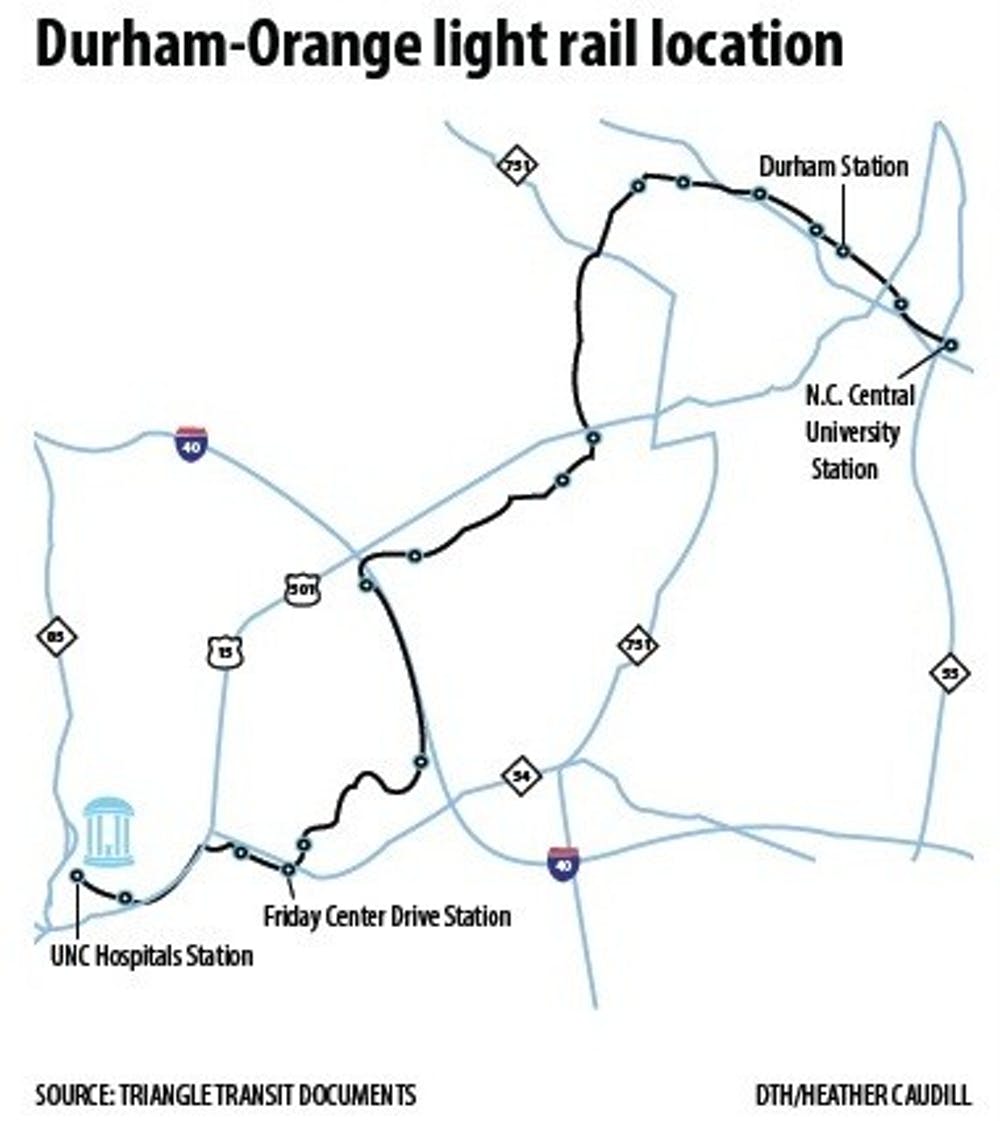 Durham-Orange light rail location
751
Durham Station
N.C. Central
University
Station
40
501
15
85
751
55
54
40
Friday Center Drive Station
UNC Hospitals Station
SOURCE: TRIANGLE TRANSIT DOCUMENTS
DTH/HEATHER CAUDILL